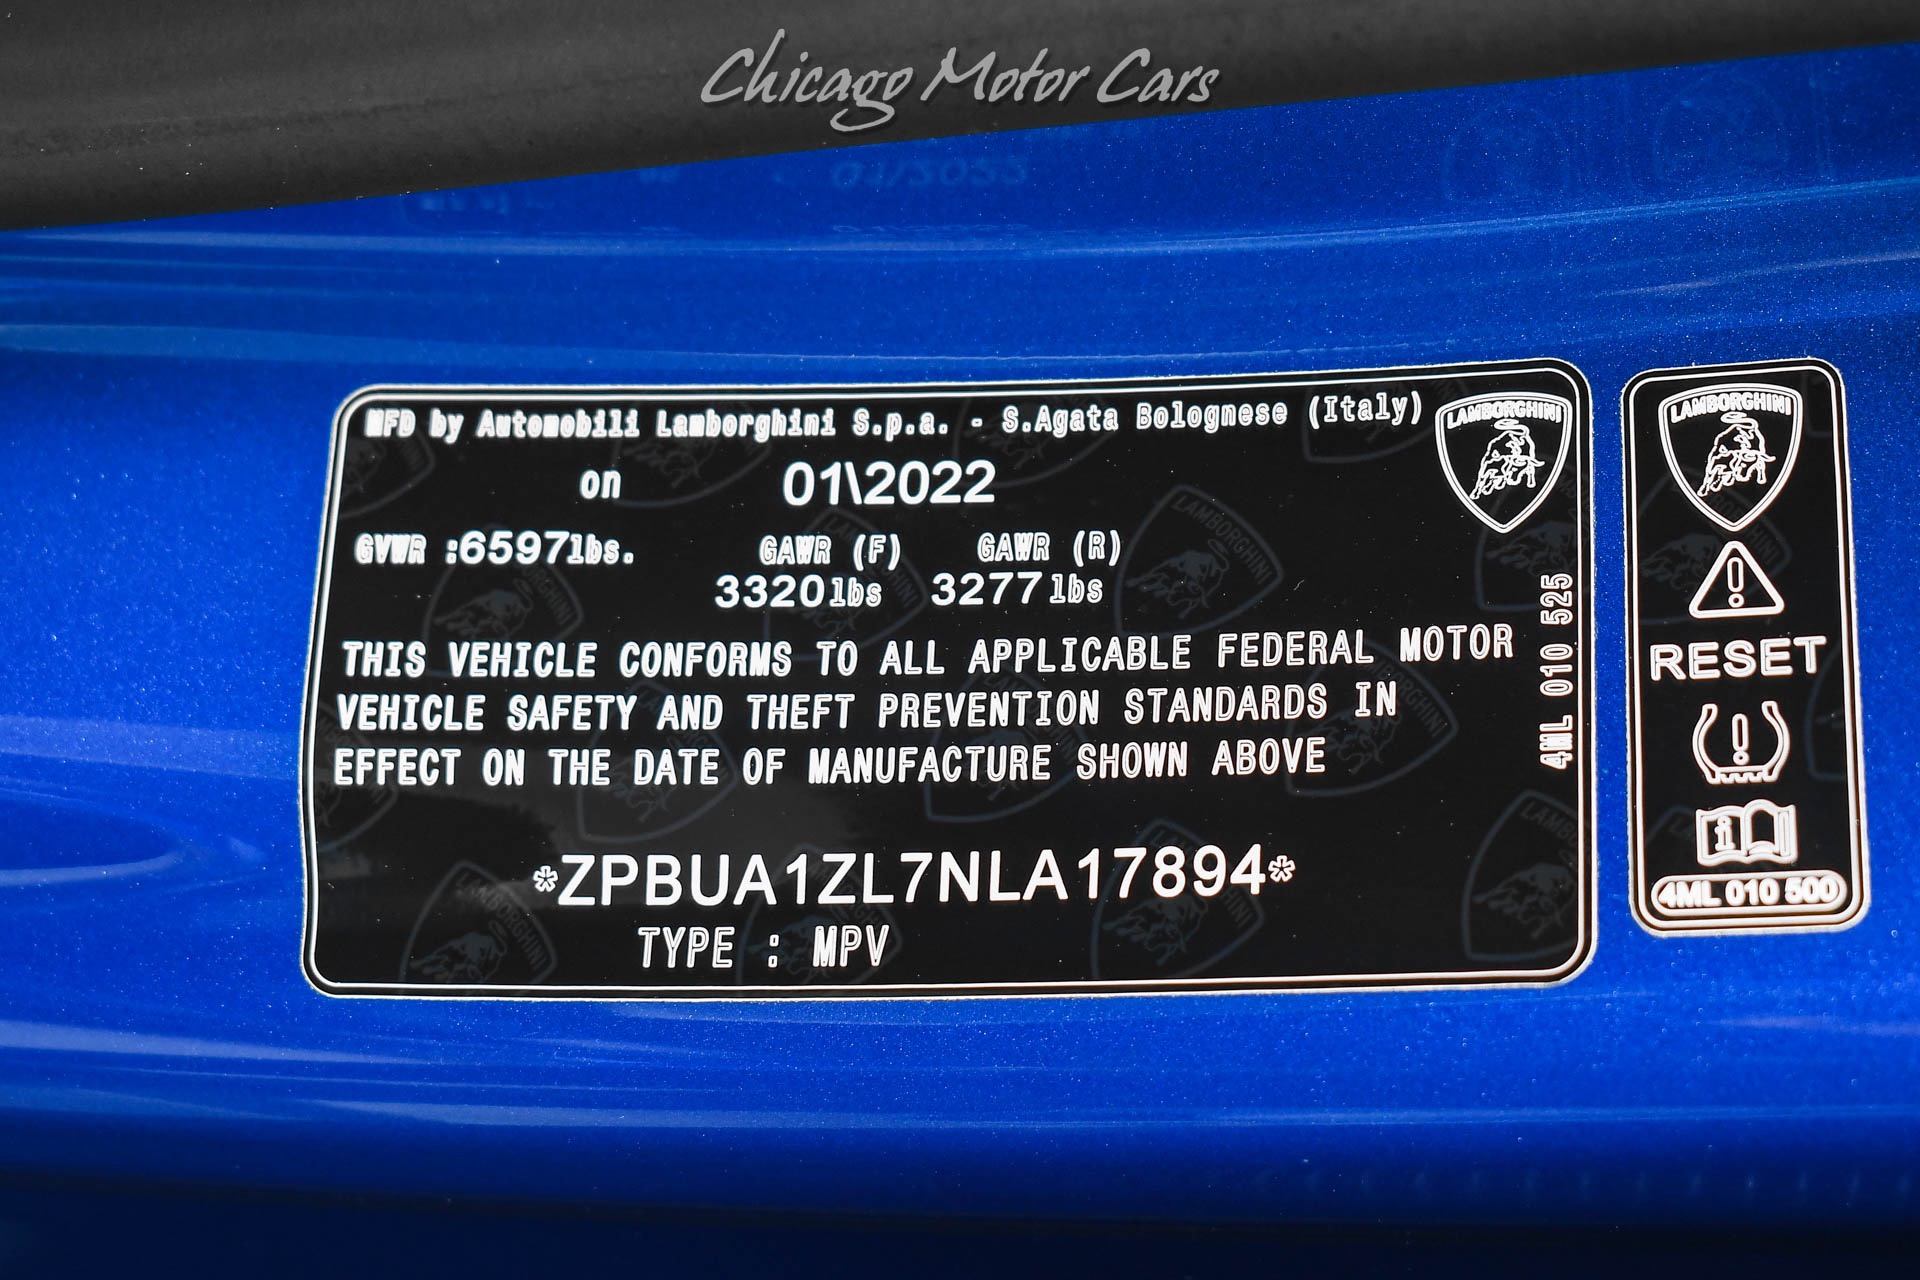 Chicago Motor Cars
01/2022
MFD by Automobili Lamborghini S.p.a. - S.Agata Bolognese (Italy)
on 01\2022
GVWR :6597lbs. GAWR (F) GAWR (R)
3320lbs 3277lbs
THIS VEHICLE CONFORMS TO ALL APPLICABLE FEDERAL MOTOR
VEHICLE SAFETY AND THEFT PREVENTION STANDARDS IN
EFFECT ON THE DATE OF MANUFACTURE SHOWN ABOVE
*ZPBUA1ZL7NLA17894*
TYPE : MPV
LAMBORGHINI
4ML 010 525
LAMBORGHINI
RESET
4ML 010 500